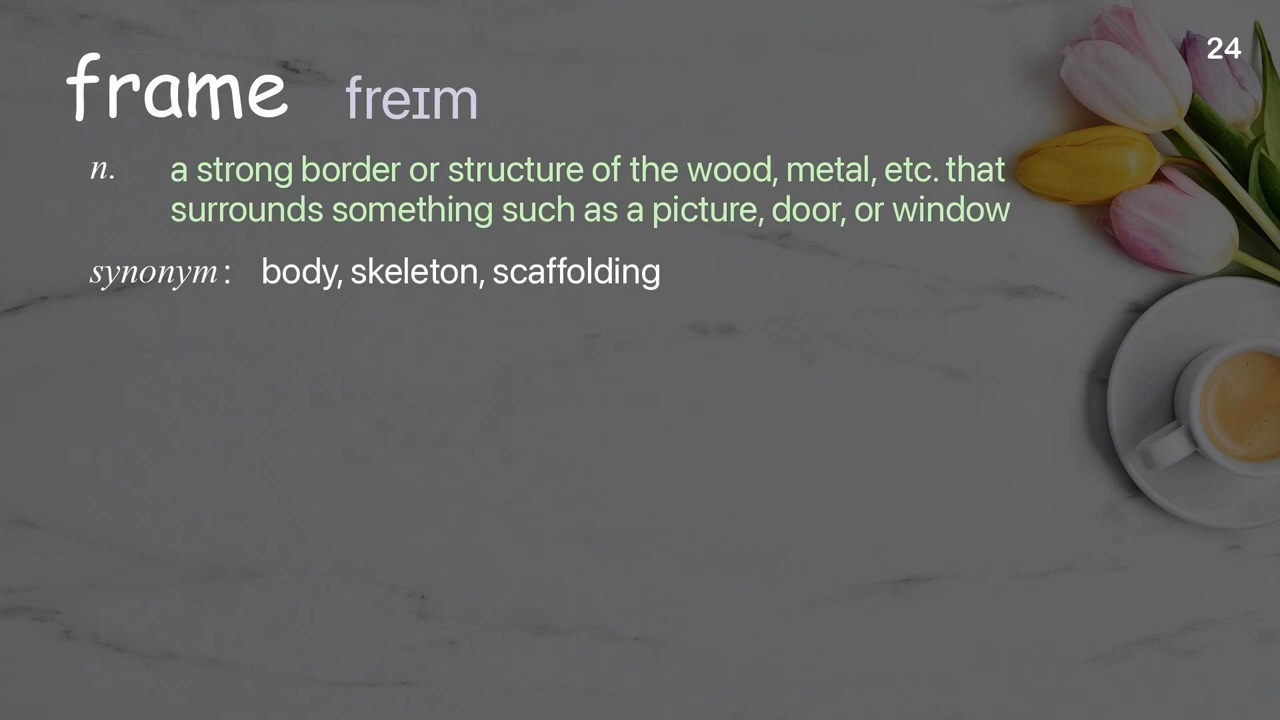 24
frame freɪm
n. a strong border or structure of the wood, metal, etc. that
surrounds something such as a picture, door, or window
synonym: body, skeleton, scaffolding